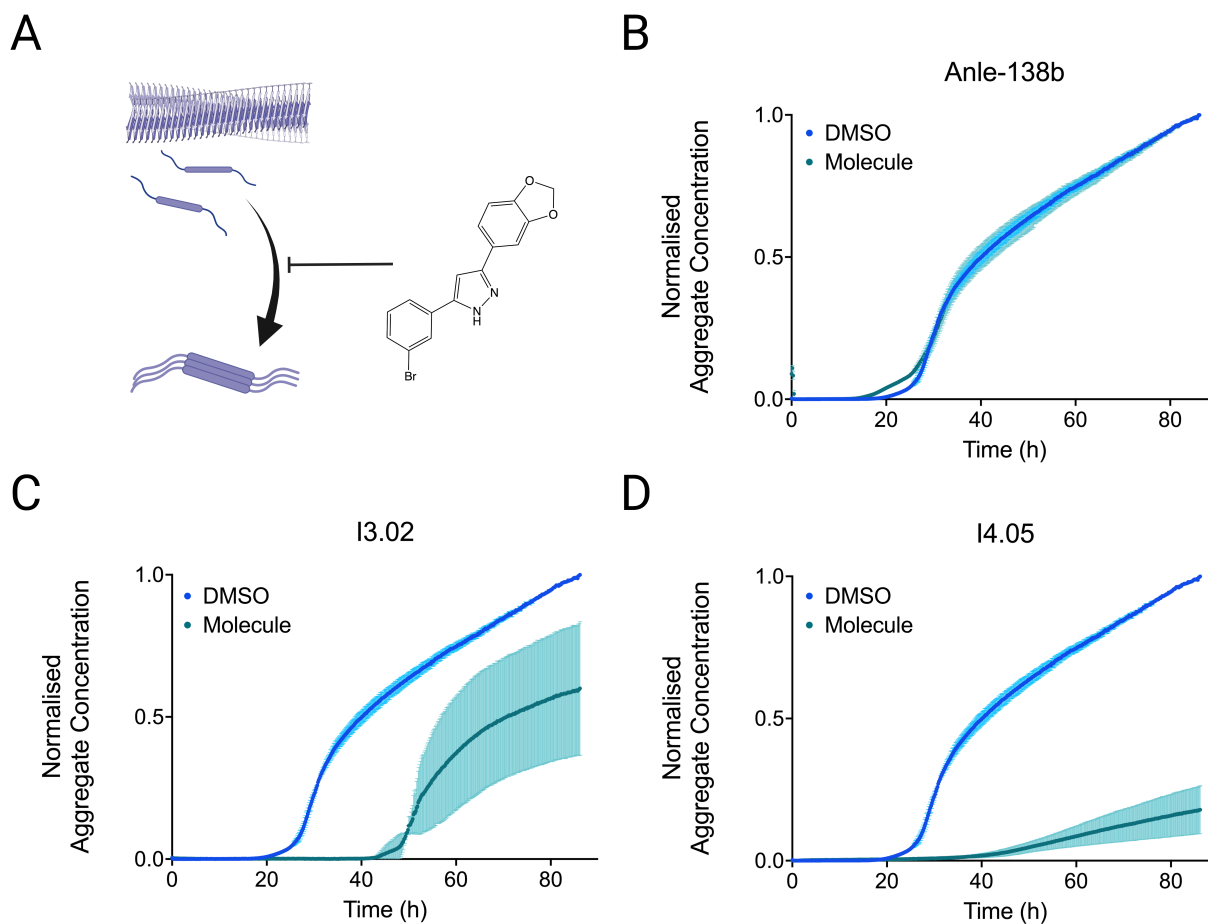 A
O
O
N
N
H
Br
B
Anle-138b
DMSO
Molecule
Normalised
Aggregate Concentration
1.0
0.5
0.0
0 20 40 60 80
Time (h)
C
I3.02
DMSO
Molecule
Normalised
Aggregate Concentration
1.0
0.5
0.0
0 20 40 60 80
Time (h)
D
I4.05
DMSO
Molecule
Normalised
Aggregate Concentration
1.0
0.5
0.0
0 20 40 60 80
Time (h)